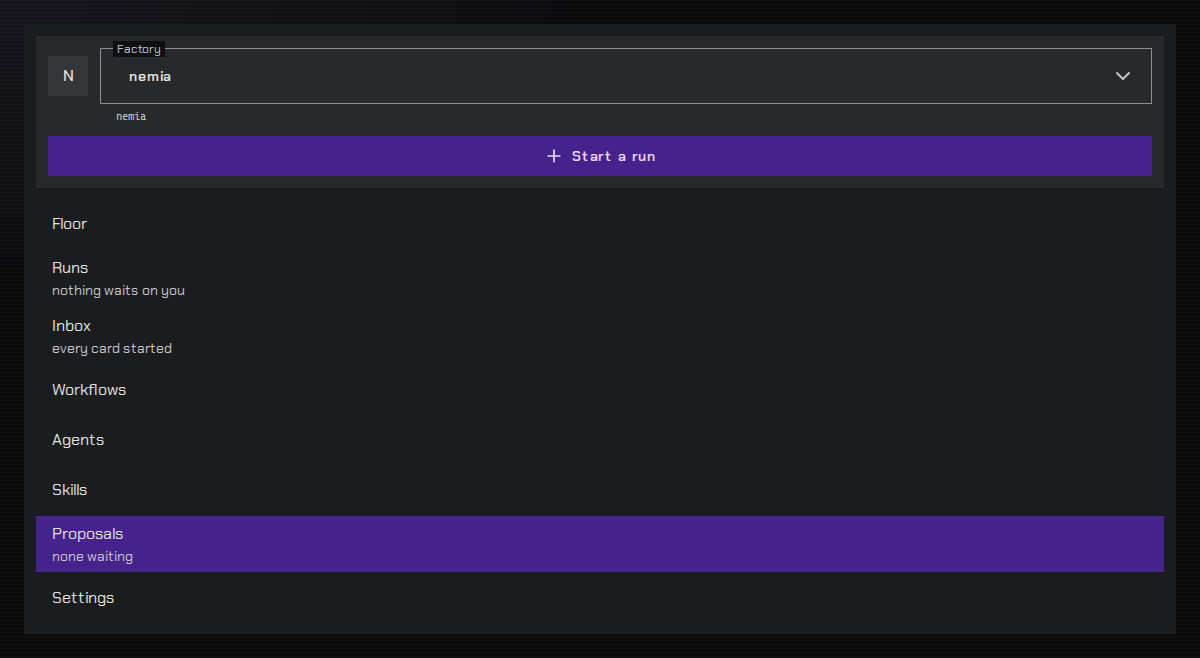 Factory
N
nemia
nemia
Start a run
Floor
Runs
nothing waits on you
Inbox
every card started
Workflows
Agents
Skills
Proposals
none waiting
Settings